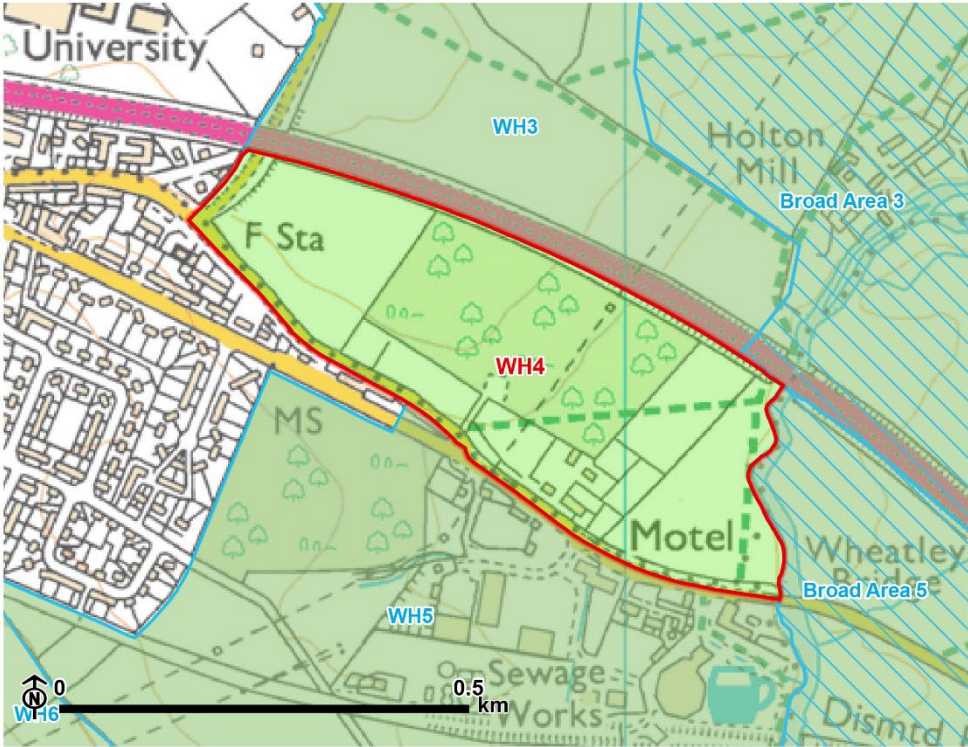 University
WH3
Holton
Mill
Broad Area 3
F Sta
WH4
MS
Motel
Wheatley
Bridge
Broad Area 5
WH5
Sewage
Works
Dismtd
N
0
0.5
km
WH6